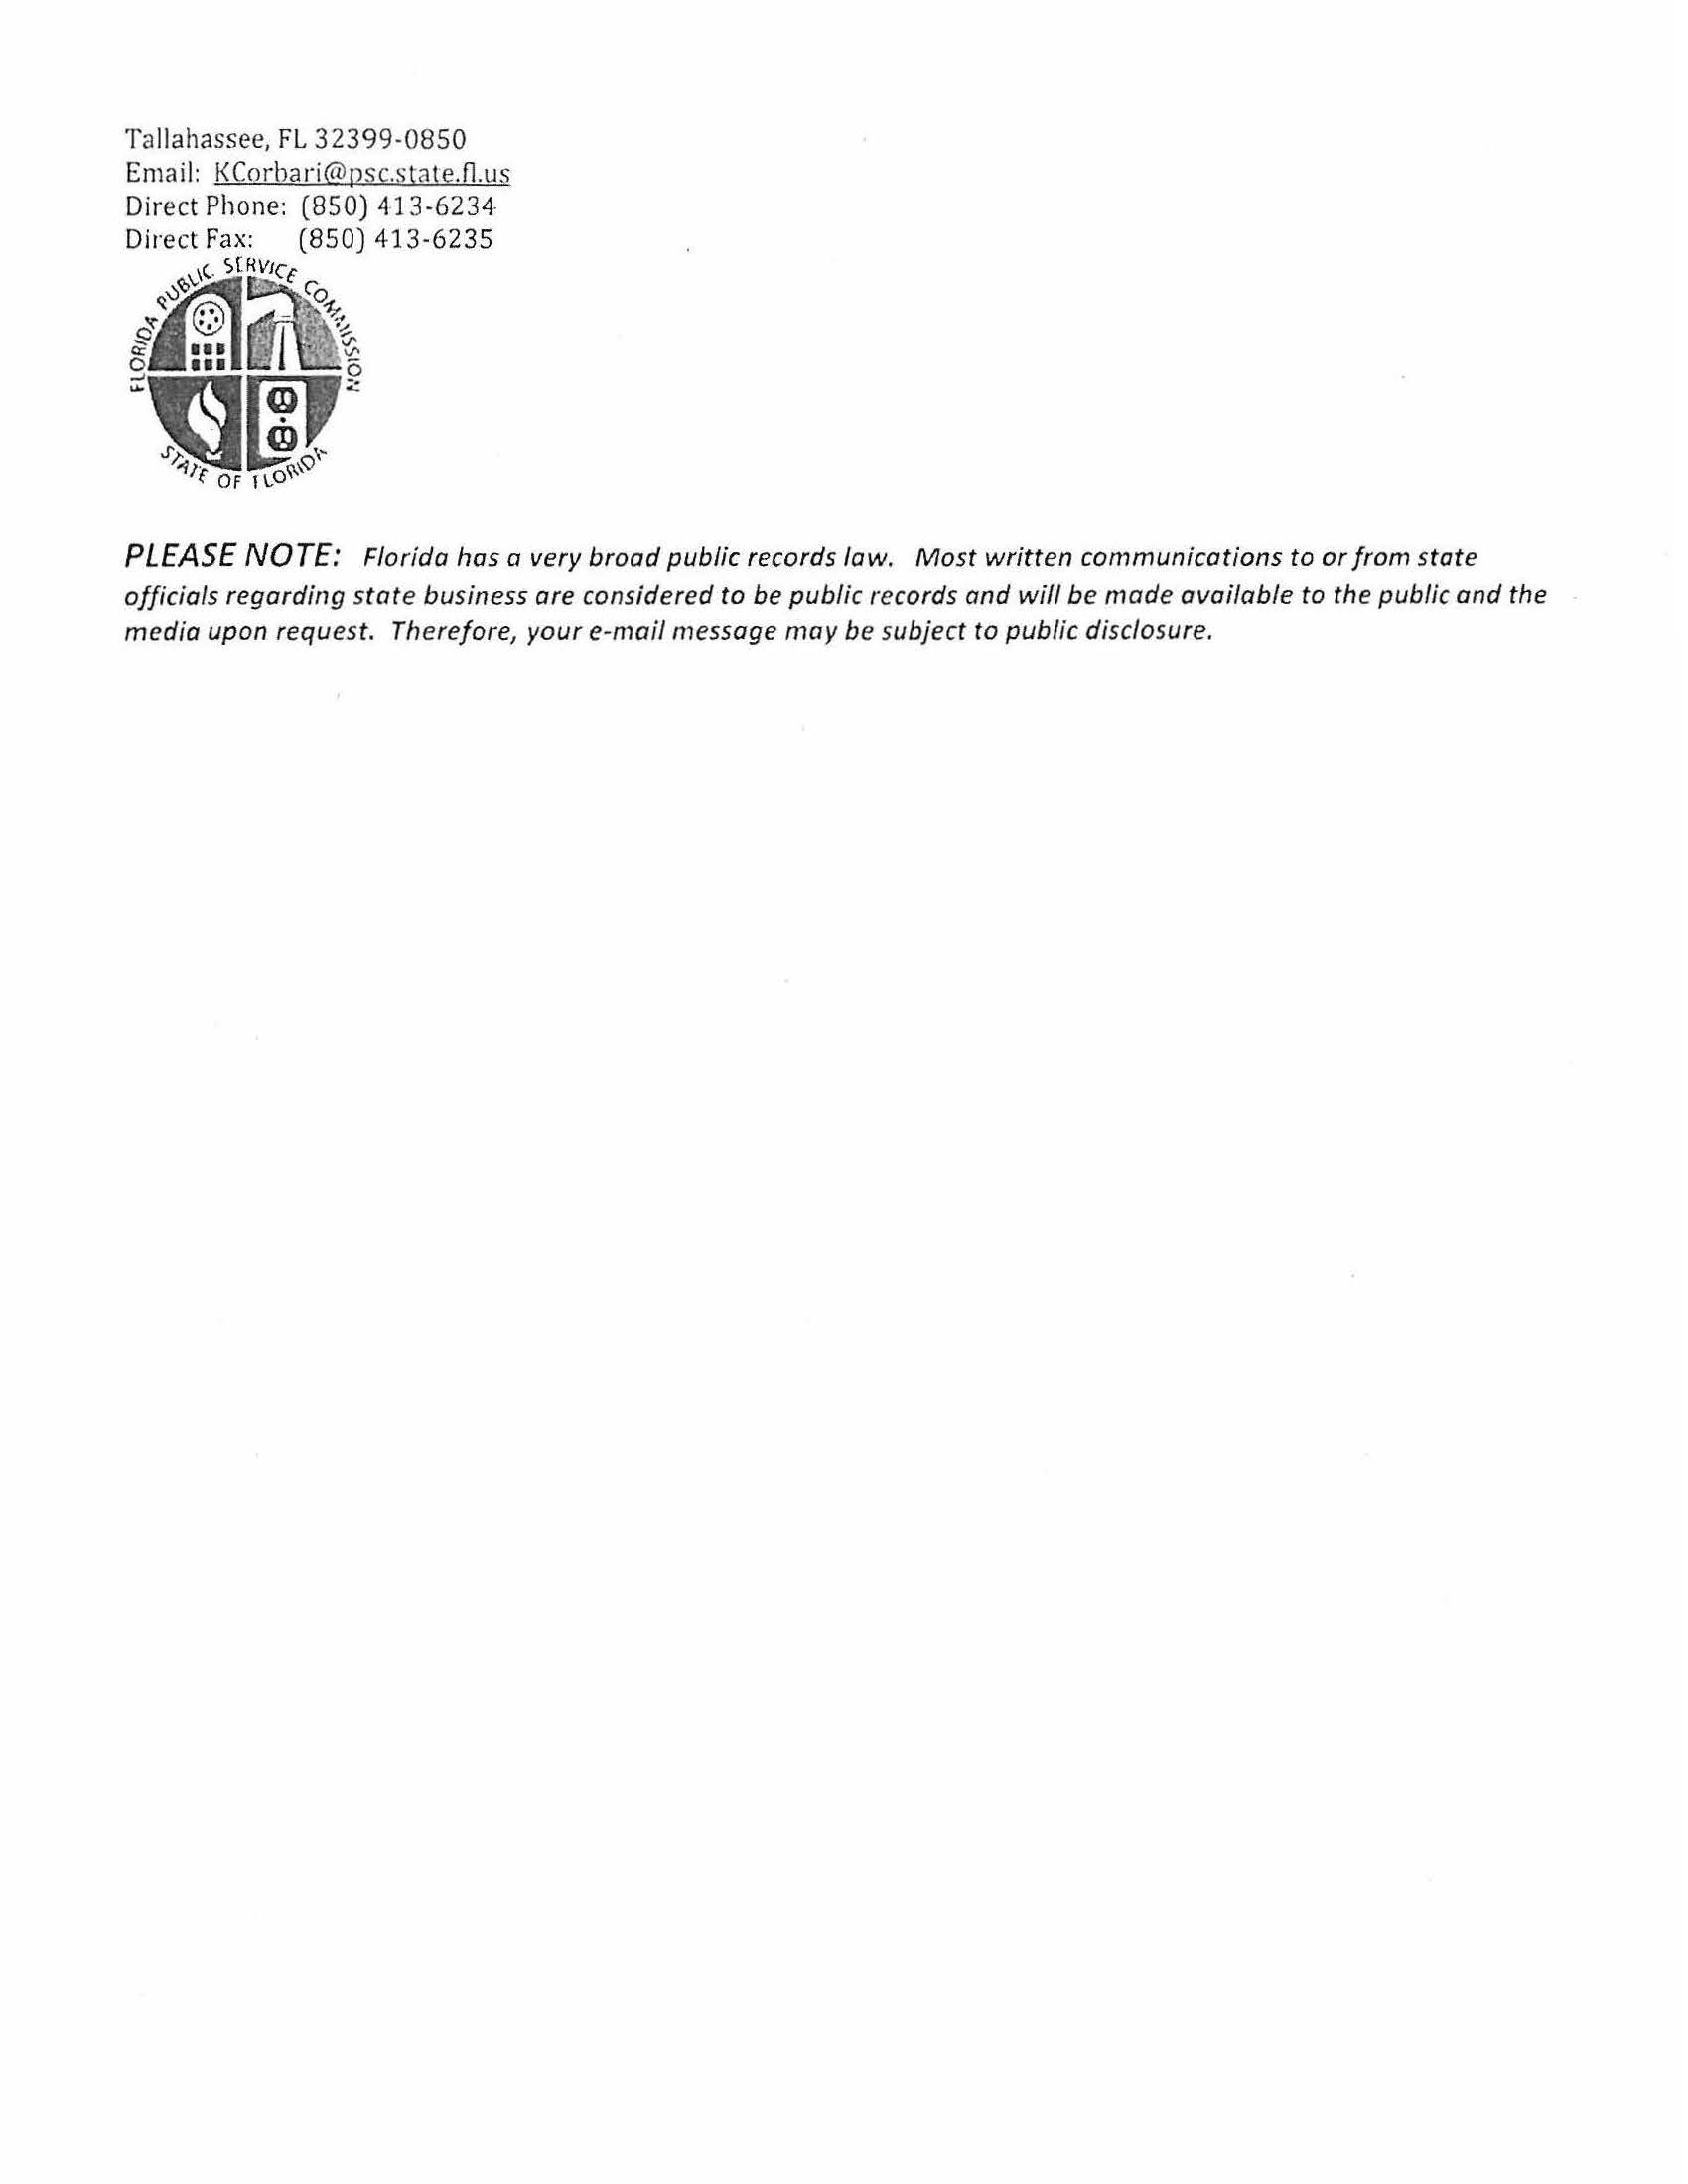 Tallahassee, FL 32399-0850
Email: KCorbari@psc.state.fl.us
Direct Phone: (850) 413-6234
Direct Fax: (850) 413-6235
FLORIDA PUBLIC SERVICE COMMISSION
STATE OF FLORIDA
PLEASE NOTE: Florida has a very broad public records law. Most written communications to or from state
officials regarding state business are considered to be public records and will be made available to the public and the
media upon request. Therefore, your e-mail message may be subject to public disclosure.